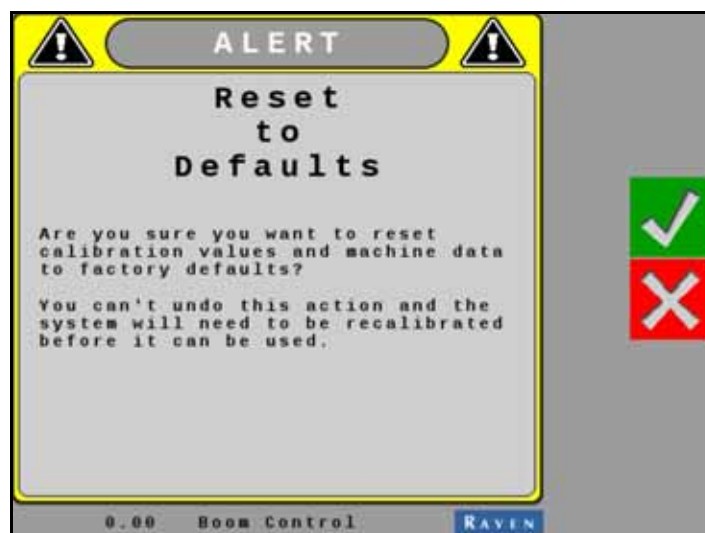 ALERT
Reset
to
Defaults
Are you sure you want to reset
calibration values and machine data
to factory defaults?
You can't undo this action and the
system will need to be recalibrated
before it can be used.
0.00 Boom Control RAVEN